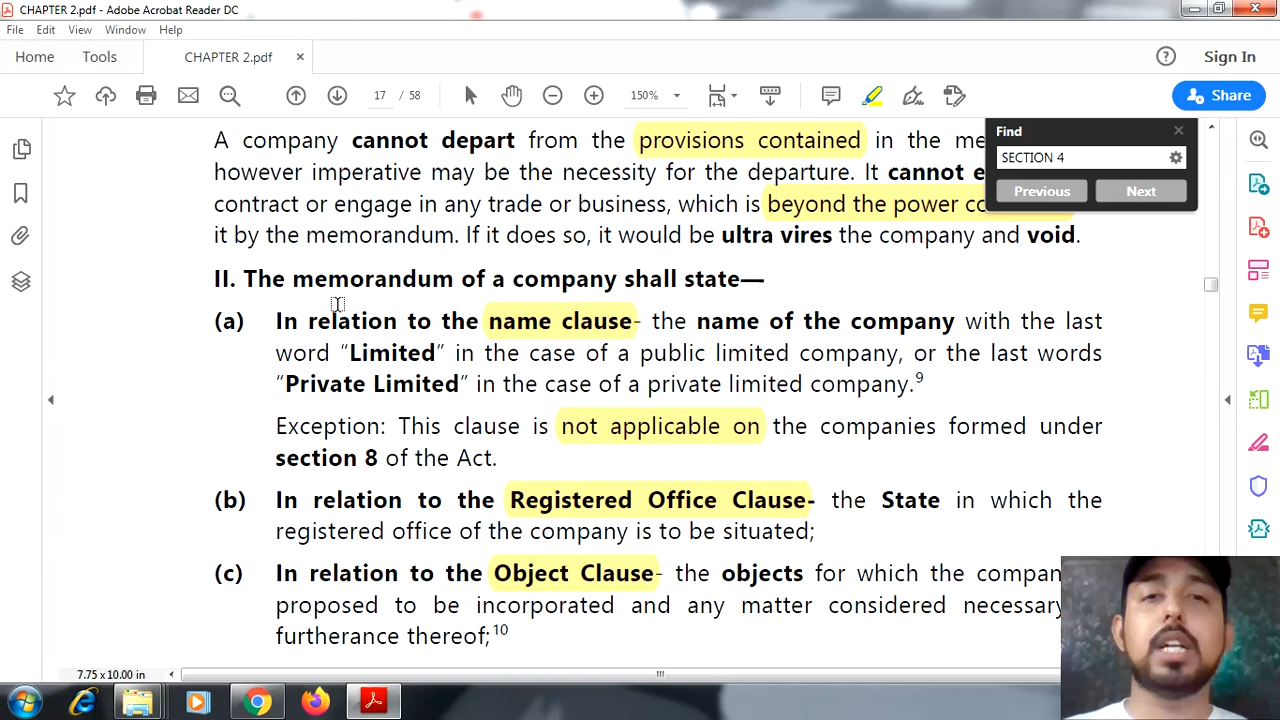 CHAPTER 2.pdf - Adobe Acrobat Reader DC
File Edit View Window Help
Home Tools CHAPTER 2.pdf × Sign In
17 / 58 150% Share
Find
SECTION 4
Previous Next
A company cannot depart from the provisions contained in the
however imperative may be the necessity for the departure. It cannot
contract or engage in any trade or business, which is beyond the power
it by the memorandum. If it does so, it would be ultra vires the company and void.
II. The memorandum of a company shall state—
(a) In relation to the name clause- the name of the company with the last
word “Limited” in the case of a public limited company, or the last words
“Private Limited” in the case of a private limited company.9
Exception: This clause is not applicable on the companies formed under
section 8 of the Act.
(b) In relation to the Registered Office Clause- the State in which the
registered office of the company is to be situated;
(c) In relation to the Object Clause- the objects for which the compan
proposed to be incorporated and any matter considered necessary
furtherance thereof;10
7.75 x 10.00 in